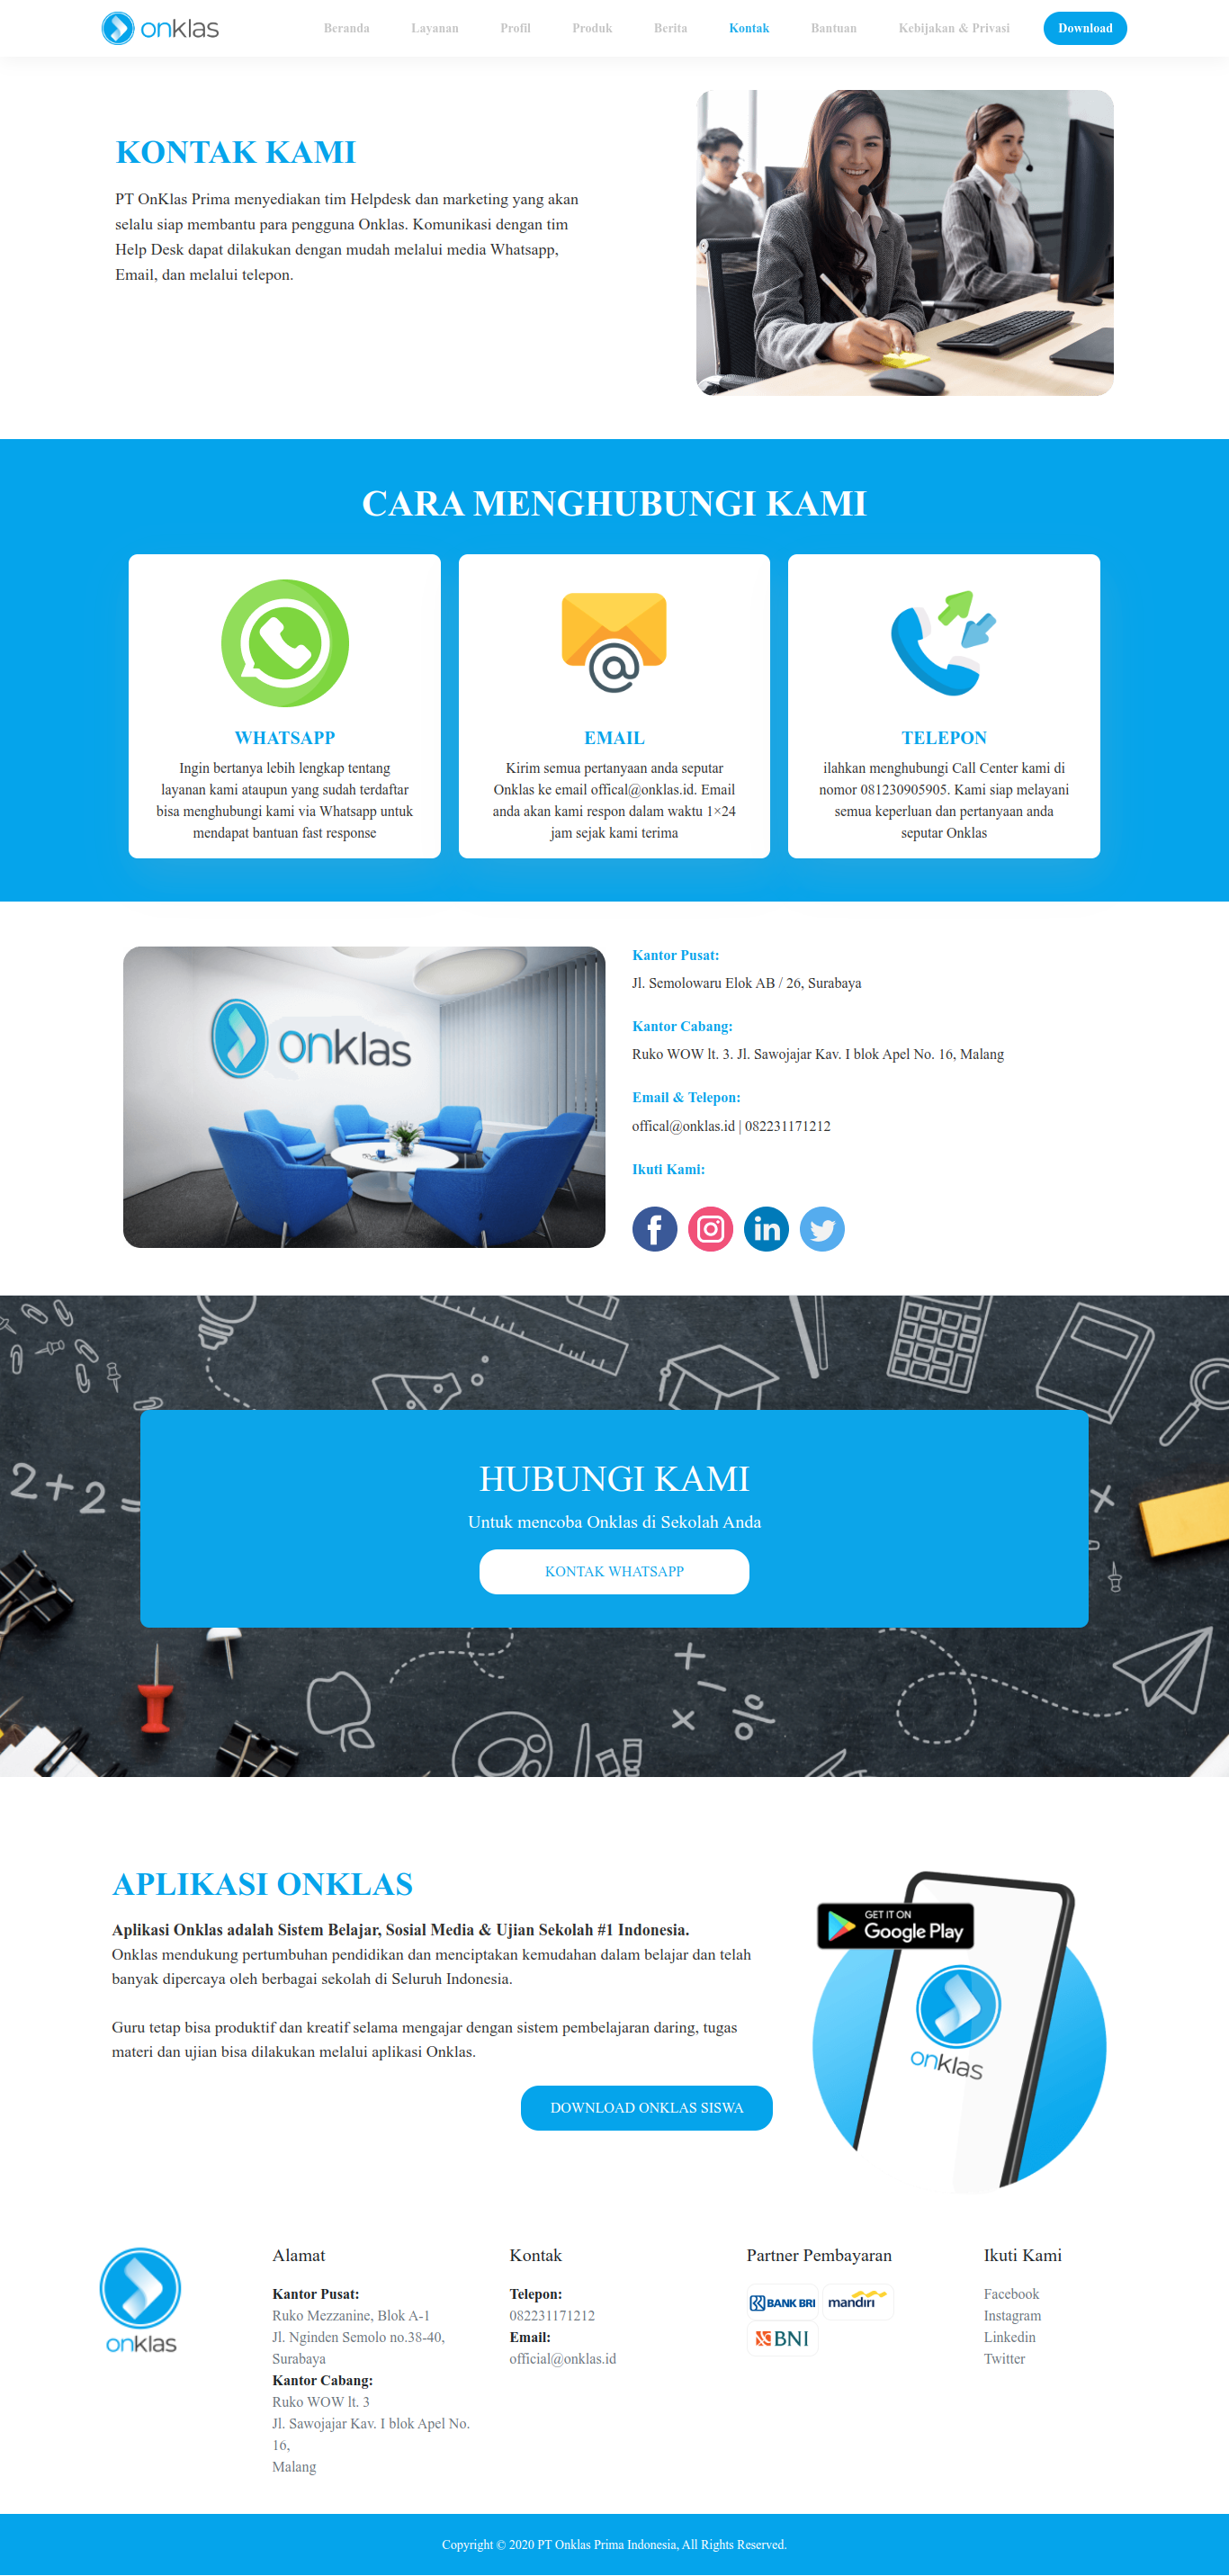 onklas
Beranda Layanan Profil Produk Berita Kontak Bantuan Kebijakan & Privasi Download
KONTAK KAMI
PT OnKlas Prima menyediakan tim Helpdesk dan marketing yang akan
selalu siap membantu para pengguna Onklas. Komunikasi dengan tim
Help Desk dapat dilakukan dengan mudah melalui media Whatsapp,
Email, dan melalui telepon.
CARA MENGHUBUNGI KAMI
WHATSAPP
Ingin bertanya lebih lengkap tentang
layanan kami ataupun yang sudah terdaftar
bisa menghubungi kami via Whatsapp untuk
mendapat bantuan fast response
EMAIL
Kirim semua pertanyaan anda seputar
Onklas ke email offical@onklas.id. Email
anda akan kami respon dalam waktu 1×24
jam sejak kami terima
TELEPON
ilahkan menghubungi Call Center kami di
nomor 081230905905. Kami siap melayani
semua keperluan dan pertanyaan anda
seputar Onklas
onklas
Kantor Pusat:
Jl. Semolowaru Elok AB / 26, Surabaya
Kantor Cabang:
Ruko WOW lt. 3. Jl. Sawojajar Kav. I blok Apel No. 16, Malang
Email & Telepon:
offical@onklas.id | 082231171212
Ikuti Kami:
2+2=
HUBUNGI KAMI
Untuk mencoba Onklas di Sekolah Anda
KONTAK WHATSAPP
APLIKASI ONKLAS
Aplikasi Onklas adalah Sistem Belajar, Sosial Media & Ujian Sekolah #1 Indonesia.
Onklas mendukung pertumbuhan pendidikan dan menciptakan kemudahan dalam belajar dan telah
banyak dipercaya oleh berbagai sekolah di Seluruh Indonesia.
Guru tetap bisa produktif dan kreatif selama mengajar dengan sistem pembelajaran daring, tugas
materi dan ujian bisa dilakukan melalui aplikasi Onklas.
DOWNLOAD ONKLAS SISWA
GET IT ON
Google Play
onklas
onklas
Alamat
Kantor Pusat:
Ruko Mezzanine, Blok A-1
Jl. Nginden Semolo no.38-40,
Surabaya
Kantor Cabang:
Ruko WOW lt. 3
Jl. Sawojajar Kav. I blok Apel No.
16,
Malang
Kontak
Telepon:
082231171212
Email:
official@onklas.id
Partner Pembayaran
BANK BRI mandiri
BNI
Ikuti Kami
Facebook
Instagram
Linkedin
Twitter
Copyright © 2020 PT Onklas Prima Indonesia, All Rights Reserved.